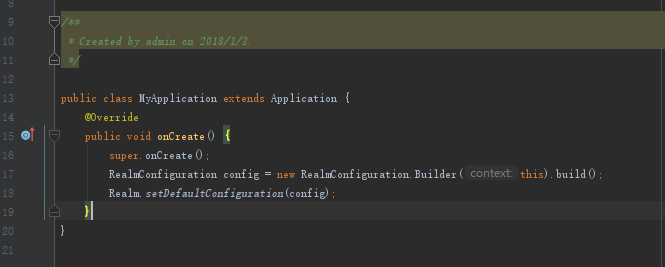 8
9 /**
10 * Created by admin on 2018/1/3.
11 */
12
13 public class MyApplication extends Application {
14 @Override
15 public void onCreate() {
16 super.onCreate();
17 RealmConfiguration config = new RealmConfiguration.Builder( context: this).build();
18 Realm.setDefaultConfiguration(config);
19 }
20 }
21